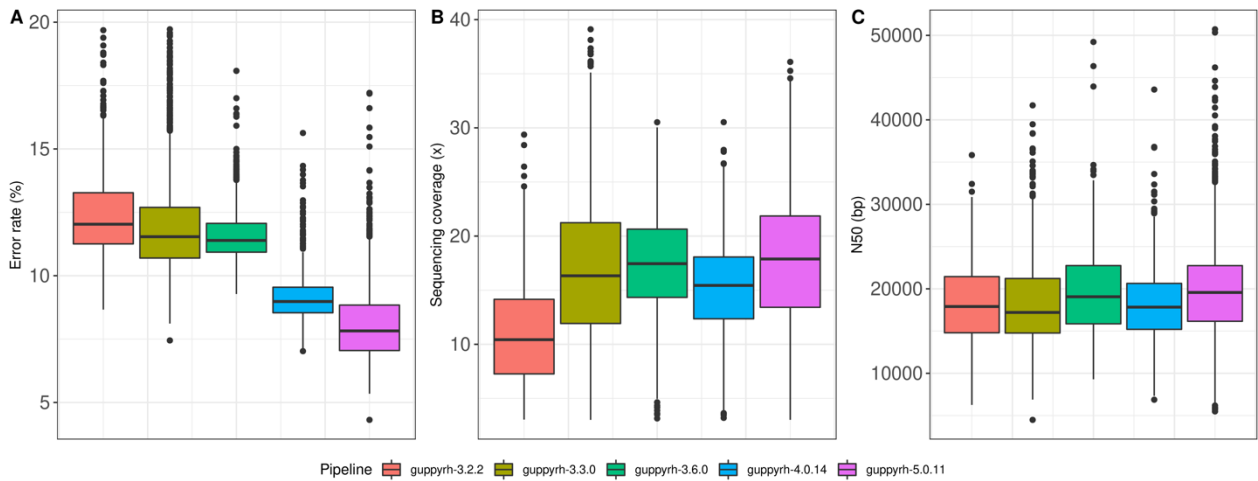 A
Error rate (%)
20
15
10
5
B
Sequencing coverage (x)
40
30
20
10
C
N50 (bp)
50000
40000
30000
20000
10000
Pipeline guppyrh-3.2.2 guppyrh-3.3.0 guppyrh-3.6.0 guppyrh-4.0.14 guppyrh-5.0.11